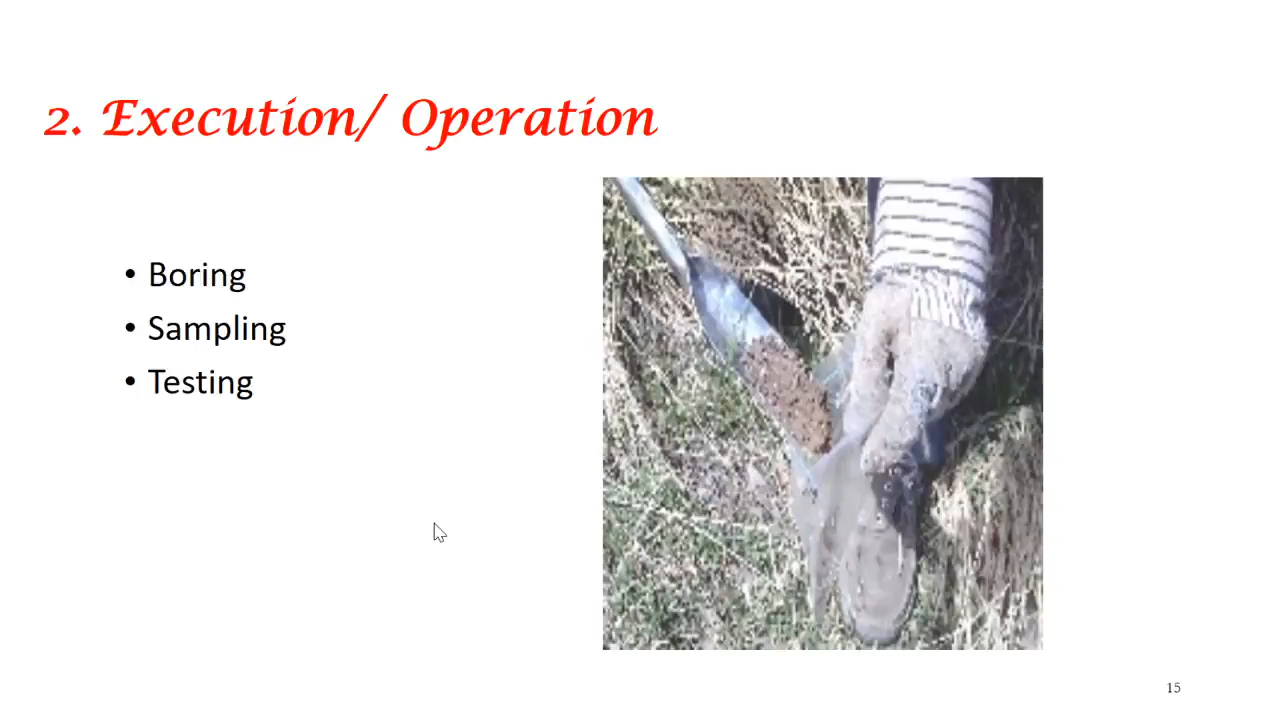 2. Execution/ Operation
• Boring
• Sampling
• Testing
15